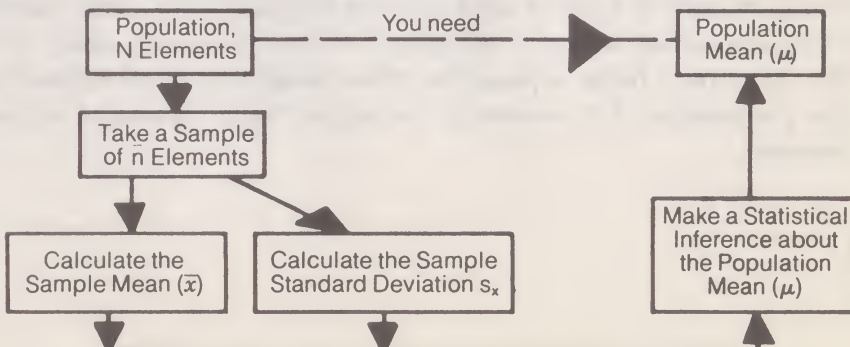 Population,
N Elements
You need
Population
Mean (μ)
Take a Sample
of n̄ Elements
Calculate the
Sample Mean (x̄)
Calculate the Sample
Standard Deviation sₓ
Make a Statistical
Inference about
the Population
Mean (μ)